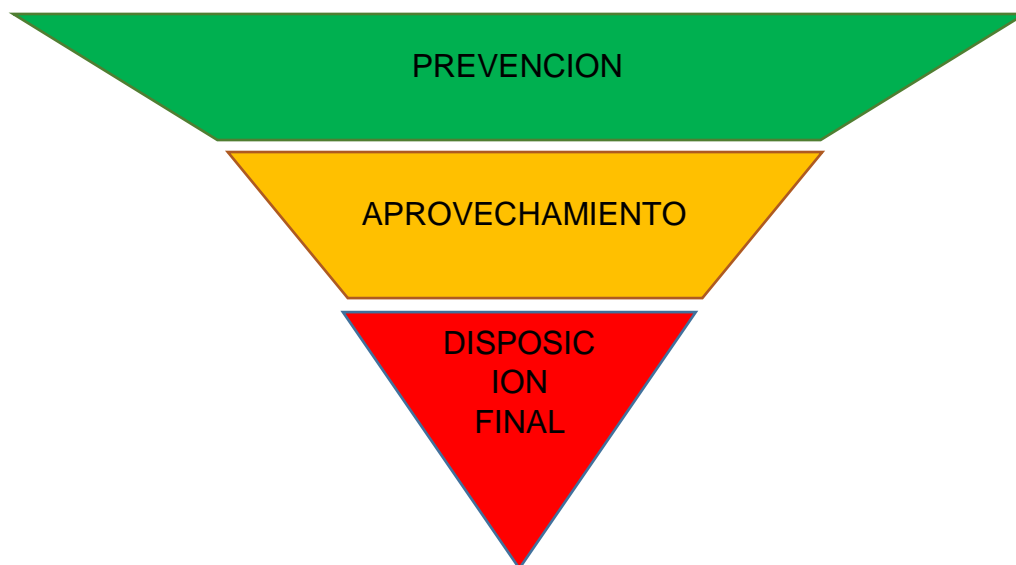 PREVENCION
APROVECHAMIENTO
DISPOSIC
ION
FINAL